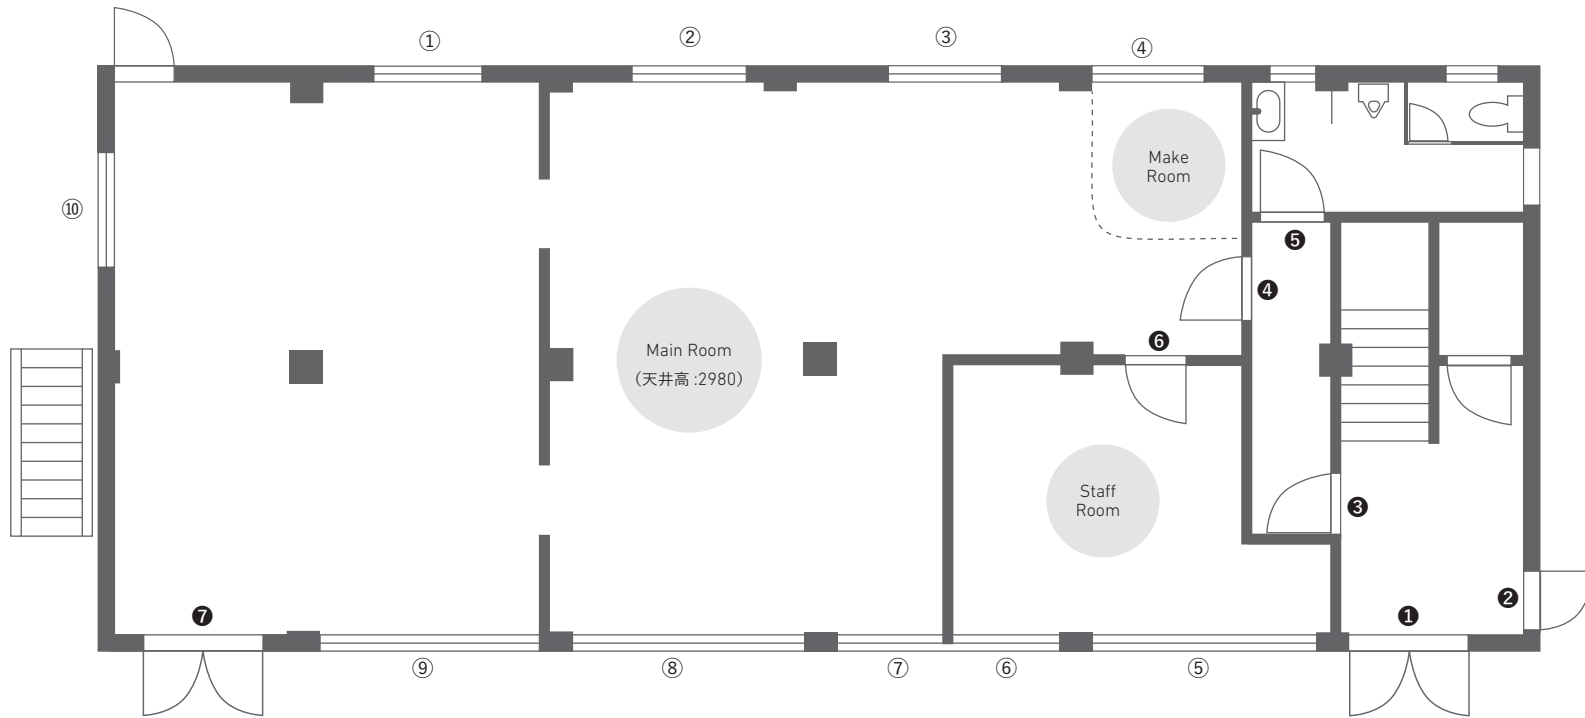 ①
②
③
④
Make
Room
⑩
❺
❹
❻
Main Room
（天井高 :2980）
Staff
Room
❸
❷
❼
❶
⑨
⑧
⑦
⑥
⑤